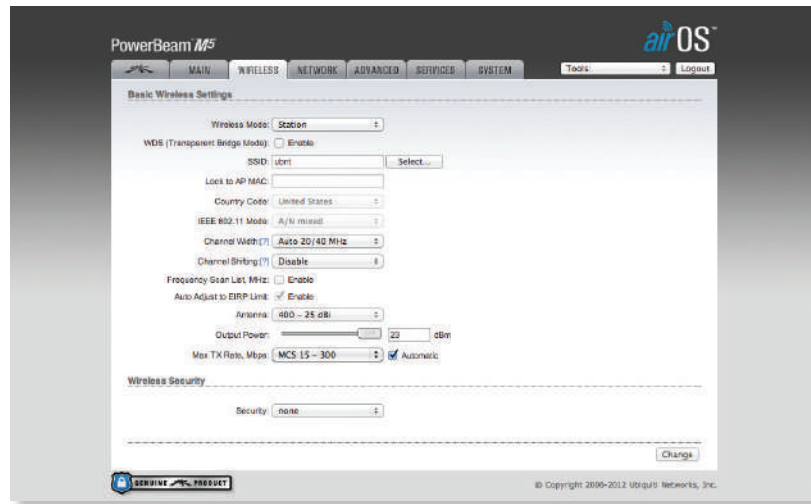 PowerBeam M5
airOS™
MAIN WIRELESS NETWORK ADVANCED SERVICES SYSTEM Tools: Logout
Basic Wireless Settings
Wireless Mode: Station
WDS (Transparent Bridge Mode): Enable
SSID: ubnt Select...
Lock to AP MAC:
Country Code: United States
IEEE 802.11 Mode: A/N mixed
Channel Width:[?] Auto 20/40 MHz
Channel Shifting:[?] Disable
Frequency Scan List, MHz: Enable
Auto Adjust to EIRP Limit: Enable
Antenna: 400 - 25 dBi
Output Power: 23 dBm
Max TX Rate, Mbps: MCS 15 - 300 Automatic
Wireless Security
Security: none
Change
GENUINE PRODUCT
© Copyright 2006-2012 Ubiquiti Networks, Inc.